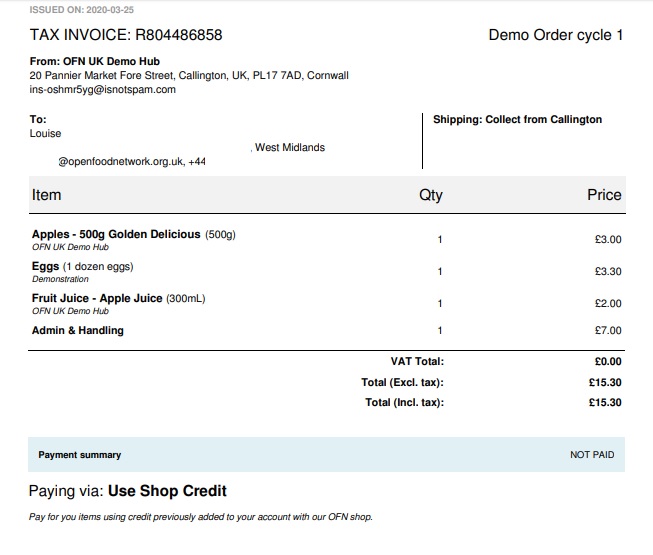 ISSUED ON: 2020-03-25
TAX INVOICE: R804486858 Demo Order cycle 1
From: OFN UK Demo Hub
20 Pannier Market Fore Street, Callington, UK, PL17 7AD, Cornwall
ins-oshmr5yg@isnotspam.com
To: Shipping: Collect from Callington
Louise
, West Midlands
@openfoodnetwork.org.uk, +44
Item Qty Price
Apples - 500g Golden Delicious (500g) 1 £3.00
OFN UK Demo Hub
Eggs (1 dozen eggs) 1 £3.30
Demonstration
Fruit Juice - Apple Juice (300mL) 1 £2.00
OFN UK Demo Hub
Admin & Handling 1 £7.00
VAT Total: £0.00
Total (Excl. tax): £15.30
Total (Incl. tax): £15.30
Payment summary NOT PAID
Paying via: Use Shop Credit
Pay for you items using credit previously added to your account with our OFN shop.